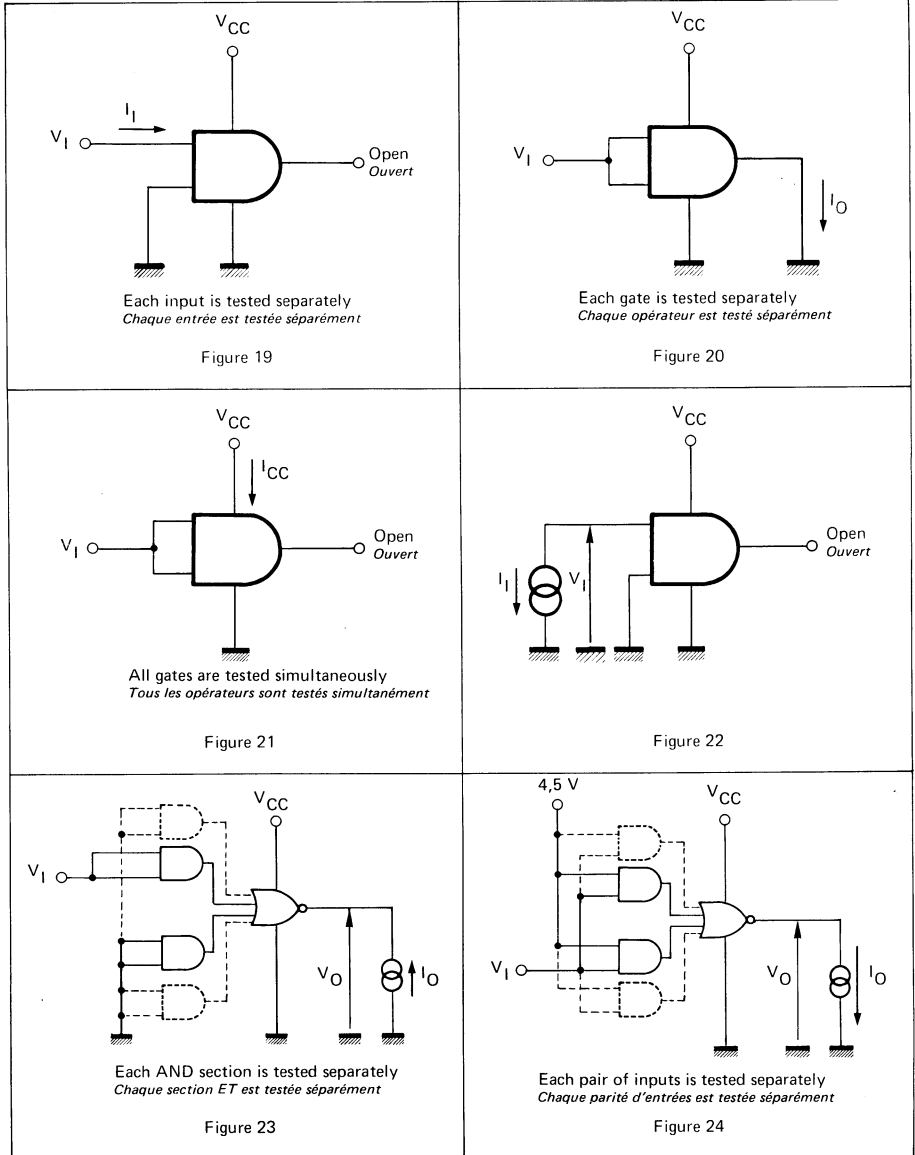 VCC
II
VI
Open
Ouvert
Each input is tested separately
Chaque entrée est testée séparément
Figure 19
VCC
VI
IO
Each gate is tested separately
Chaque opérateur est testé séparément
Figure 20
VCC
ICC
VI
Open
Ouvert
All gates are tested simultaneously
Tous les opérateurs sont testés simultanément
Figure 21
VCC
Open
Ouvert
II
VI
Figure 22
VCC
VI
VO
IO
Each AND section is tested separately
Chaque section ET est testée séparément
Figure 23
4,5 V
VCC
VI
VO
IO
Each pair of inputs is tested separately
Chaque parité d'entrées est testée séparément
Figure 24